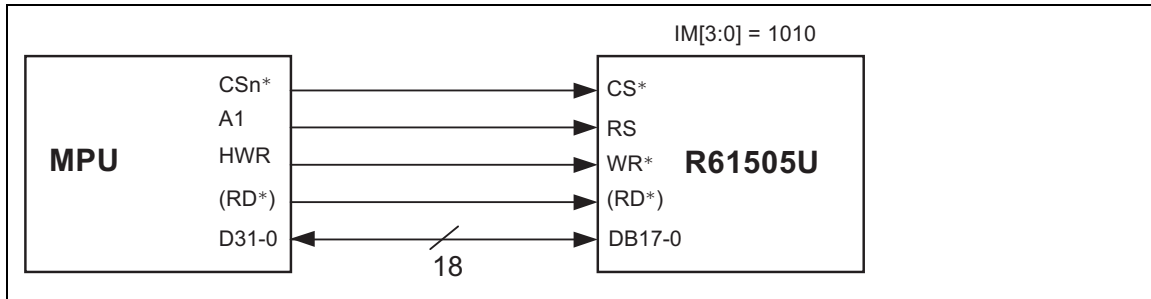 IM[3:0] = 1010
MPU
CSn*
A1
HWR
(RD*)
D31-0
18
CS*
RS
WR*
(RD*)
DB17-0
R61505U